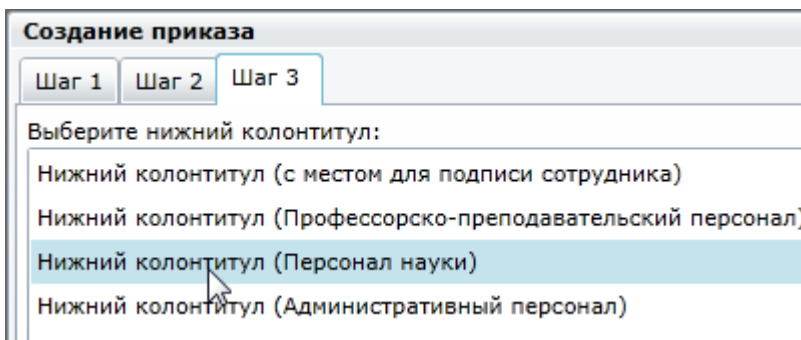 Создание приказа
Шаг 1 Шаг 2 Шаг 3
Выберите нижний колонтитул:
Нижний колонтитул (с местом для подписи сотрудника)
Нижний колонтитул (Профессорско-преподавательский персонал)
Нижний колонтитул (Персонал науки)
Нижний колонтитул (Административный персонал)